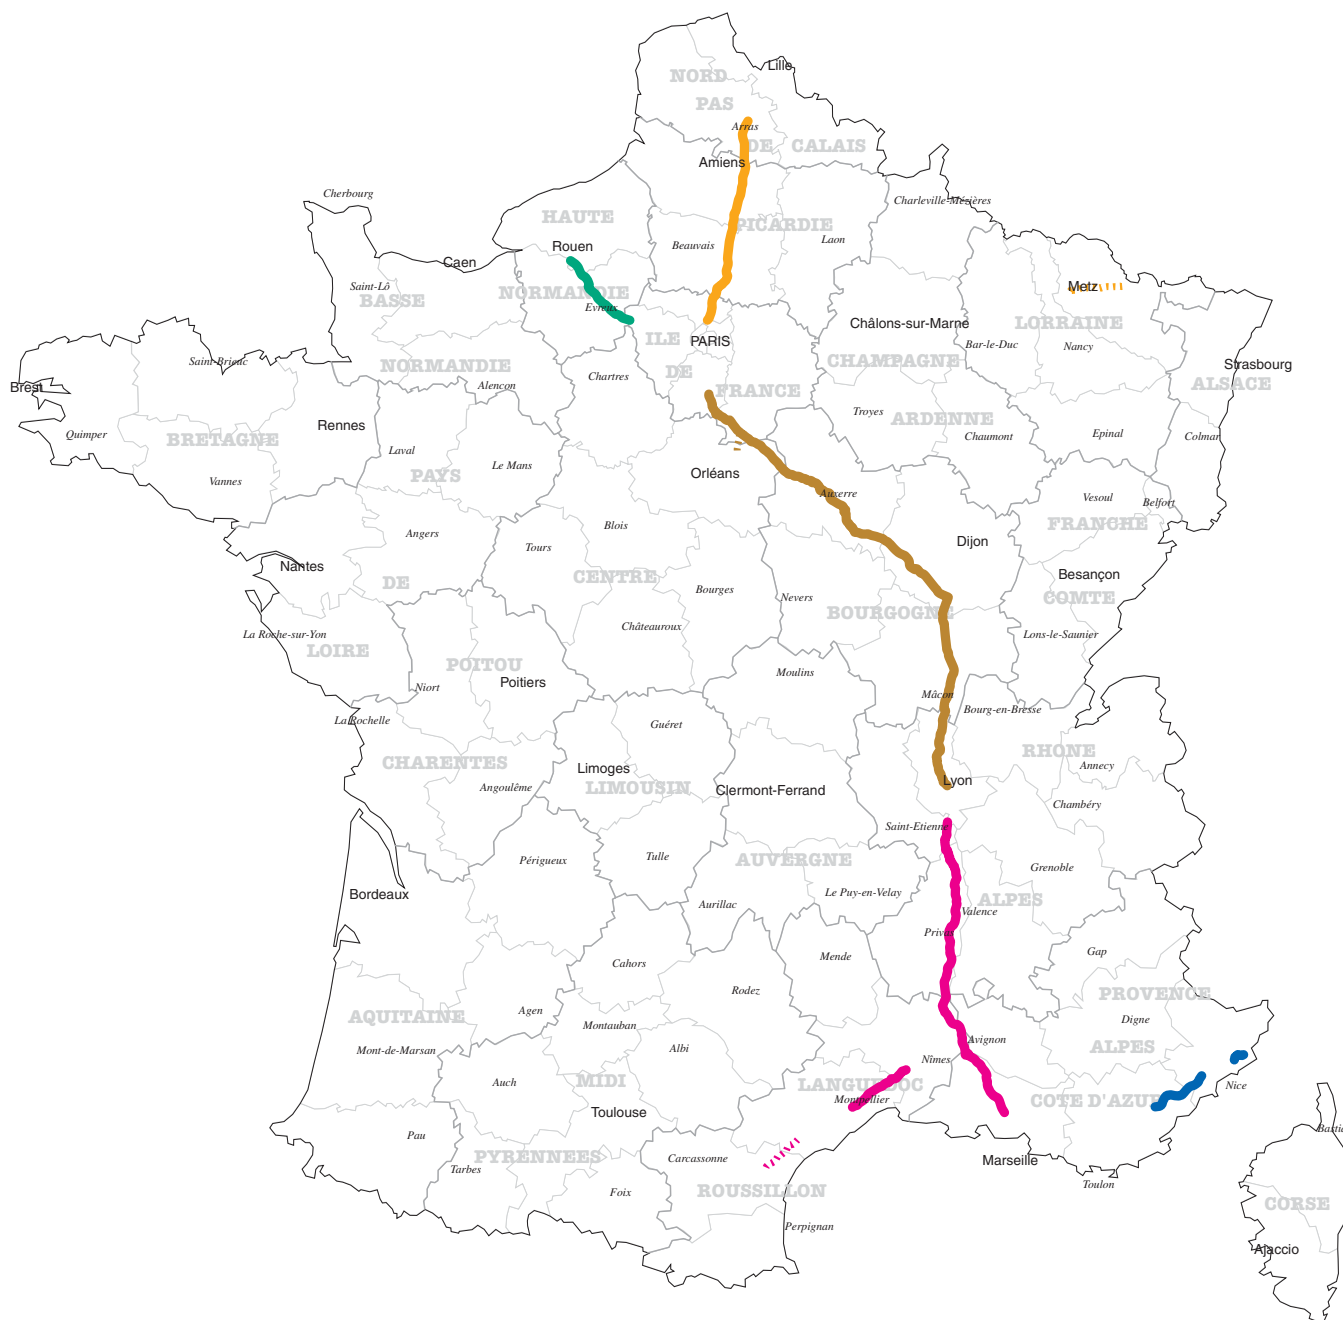 Lille
NORD
PAS
Arras
DE CALAIS
Amiens
Cherbourg
Charleville-Mézières
HAUTE
PICARDIE
Rouen
Beauvais
Laon
Caen
Saint-Lô
BASSE
NORMANDIE
Evreux
Metz
PARIS
ILE
Châlons-sur-Marne
LORRAINE
Bar-le-Duc
Nancy
Saint-Brieuc
NORMANDIE
Alençon
Chartres
DE
FRANCE
CHAMPAGNE
Strasbourg
ALSACE
Brest
Rennes
Troyes
ARDENNE
Quimper
BRETAGNE
Laval
Chaumont
Epinal
Colmar
Vannes
PAYS
Le Mans
Orléans
Auxerre
Vesoul
Belfort
Angers
Blois
FRANCHE
Tours
Dijon
Nantes
DE
CENTRE
Bourges
Nevers
Besançon
COMTE
BOURGOGNE
La Roche-sur-Yon
LOIRE
Châteauroux
Lons-le-Saunier
POITOU
Poitiers
Niort
Moulins
Mâcon
Bourg-en-Bresse
La Rochelle
Guéret
CHARENTES
Limoges
RHONE
Annecy
Angoulême
LIMOUSIN
Clermont-Ferrand
Lyon
Chambéry
Saint-Etienne
Périgueux
Tulle
AUVERGNE
Grenoble
Bordeaux
Aurillac
Le Puy-en-Velay
ALPES
Valence
Privas
Cahors
Mende
Gap
Rodez
PROVENCE
AQUITAINE
Agen
Montauban
Digne
Mont-de-Marsan
Albi
Avignon
ALPES
Nîmes
Auch
MIDI
LANGUEDOC
Nice
Toulouse
Montpellier
COTE D'AZUR
Pau
Bastia
PYRENNEES
Carcassonne
Marseille
Tarbes
Foix
ROUSSILLON
Toulon
CORSE
Perpignan
Ajaccio